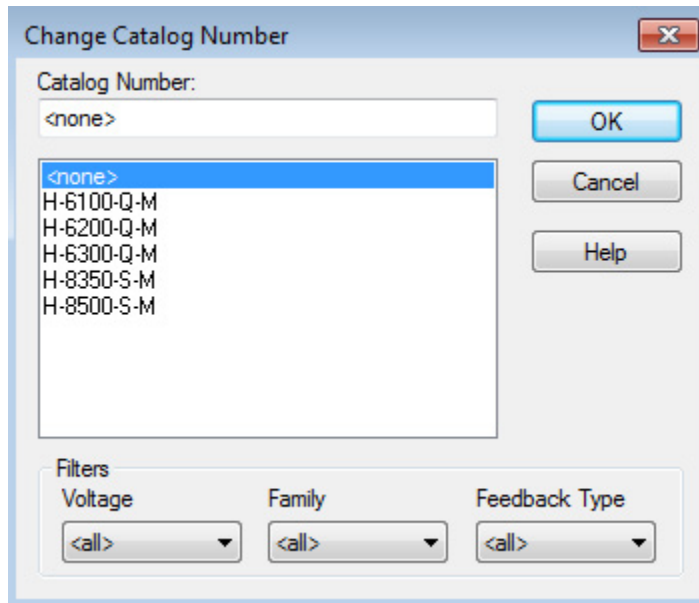 Change Catalog Number
Catalog Number:
<none>
OK
<none>
H-6100-Q-M
H-6200-Q-M
H-6300-Q-M
H-8350-S-M
H-8500-S-M
Cancel
Help
Filters
Voltage Family Feedback Type
<all> <all> <all>